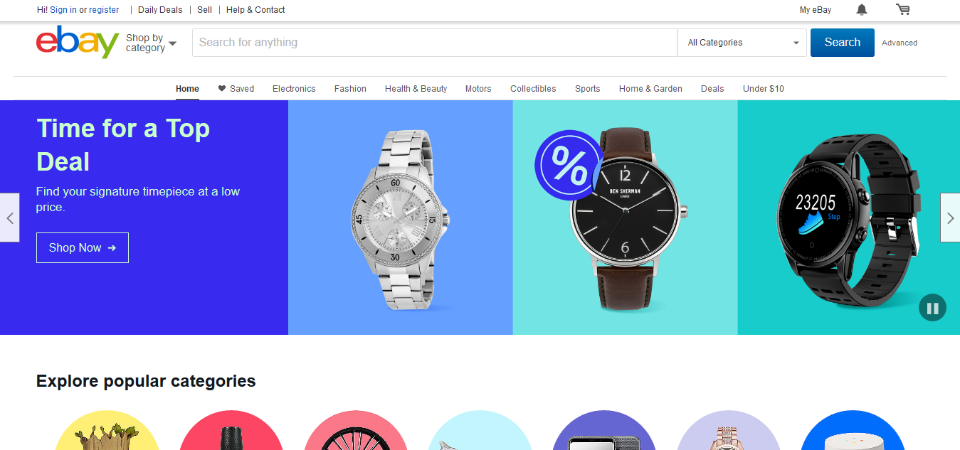 Hi! Sign in or register | Daily Deals | Sell | Help & Contact My eBay
ebay Shop by category Search for anything All Categories Search Advanced
Home Saved Electronics Fashion Health & Beauty Motors Collectibles Sports Home & Garden Deals Under $10
Time for a Top
Deal
Find your signature timepiece at a low
price.
Shop Now
60
45
15
30
%
12
BEN SHERMAN
LONDON
9
3
6
23205
Step
Explore popular categories